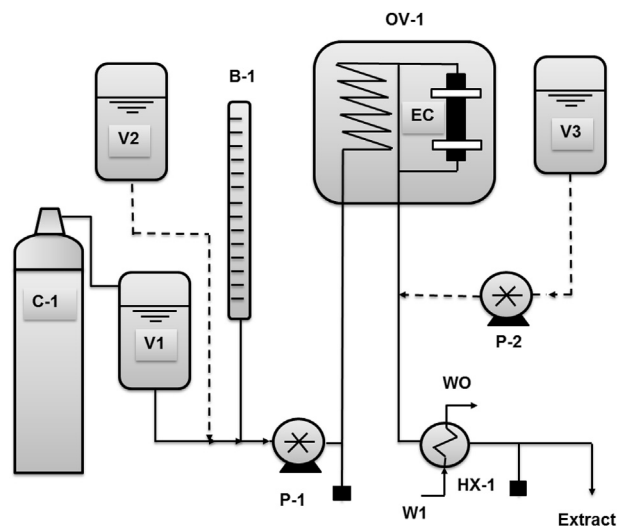 OV-1
B-1
V2
EC
V3
C-1
V1
P-2
WO
P-1
W1
HX-1
Extract